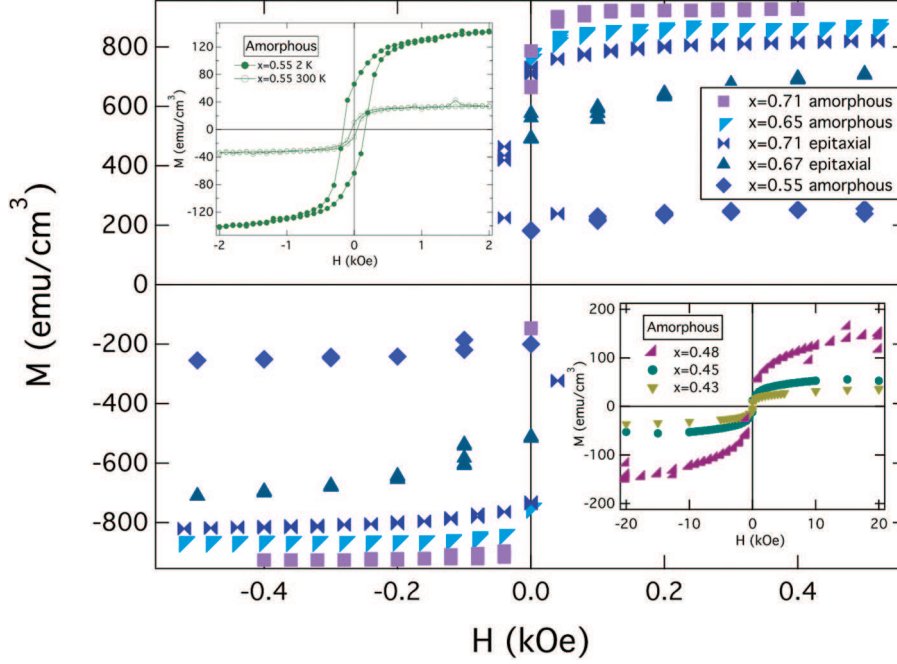 800
600
400
200
0
-200
-400
-600
-800
M (emu/cm³)
-0.4
-0.2
0.0
0.2
0.4
H (kOe)
x=0.71 amorphous
x=0.65 amorphous
x=0.71 epitaxial
x=0.67 epitaxial
x=0.55 amorphous
Amorphous
x=0.55 2 K
x=0.55 300 K
120
80
40
0
-40
-80
-120
M (emu/cm³)
-2
-1
0
1
2
H (kOe)
Amorphous
x=0.48
x=0.45
x=0.43
200
100
0
-100
-200
M (emu/cm³)
-20
-10
0
10
20
H (kOe)